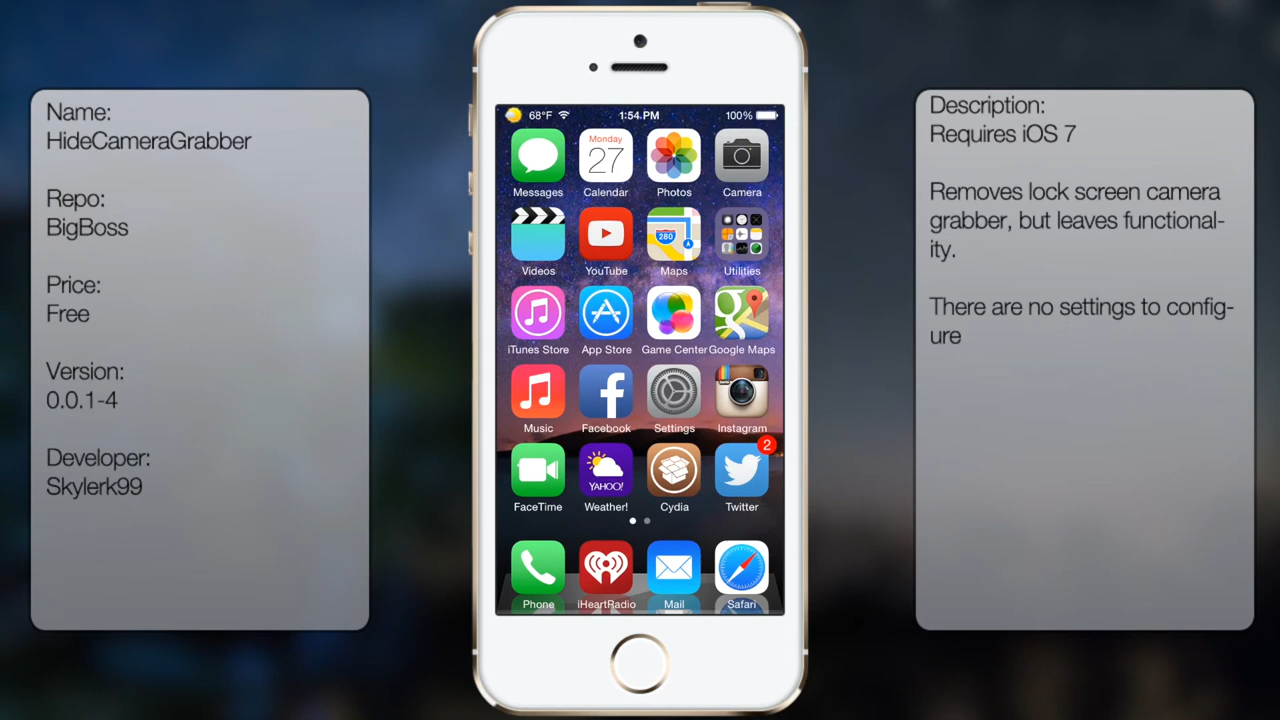 Name:
HideCameraGrabber
Repo:
BigBoss
Price:
Free
Version:
0.0.1-4
Developer:
Skylerk99
68°F 1:54 PM 100%
Monday
27
Messages Calendar Photos Camera
280
Videos YouTube Maps Utilities
iTunes Store App Store Game Center Google Maps
Music Facebook Settings Instagram
2
YAHOO!
FaceTime Weather! Cydia Twitter
Phone iHeartRadio Mail Safari
Description:
Requires iOS 7
Removes lock screen camera
grabber, but leaves functional-
ity.
There are no settings to config-
ure